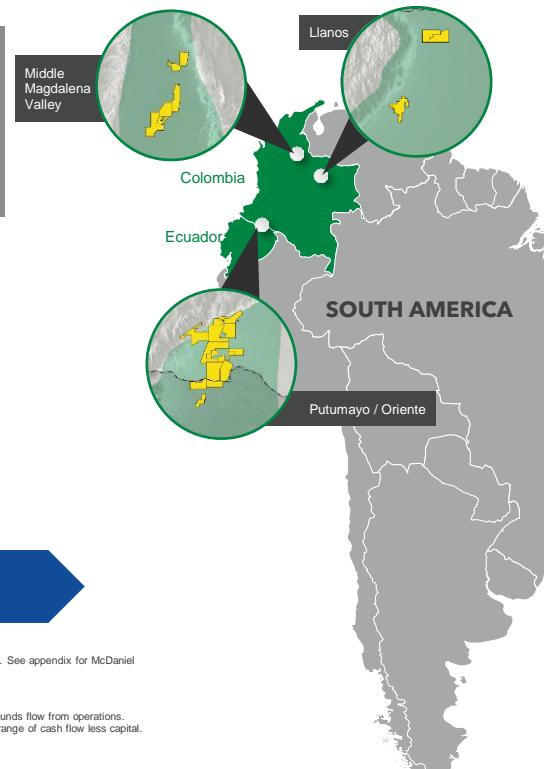 Llanos
Middle
Magdalena
Valley
Colombia
Ecuador
SOUTH AMERICA
Putumayo / Oriente
. See appendix for McDaniel
unds flow from operations.
range of cash flow less capital.